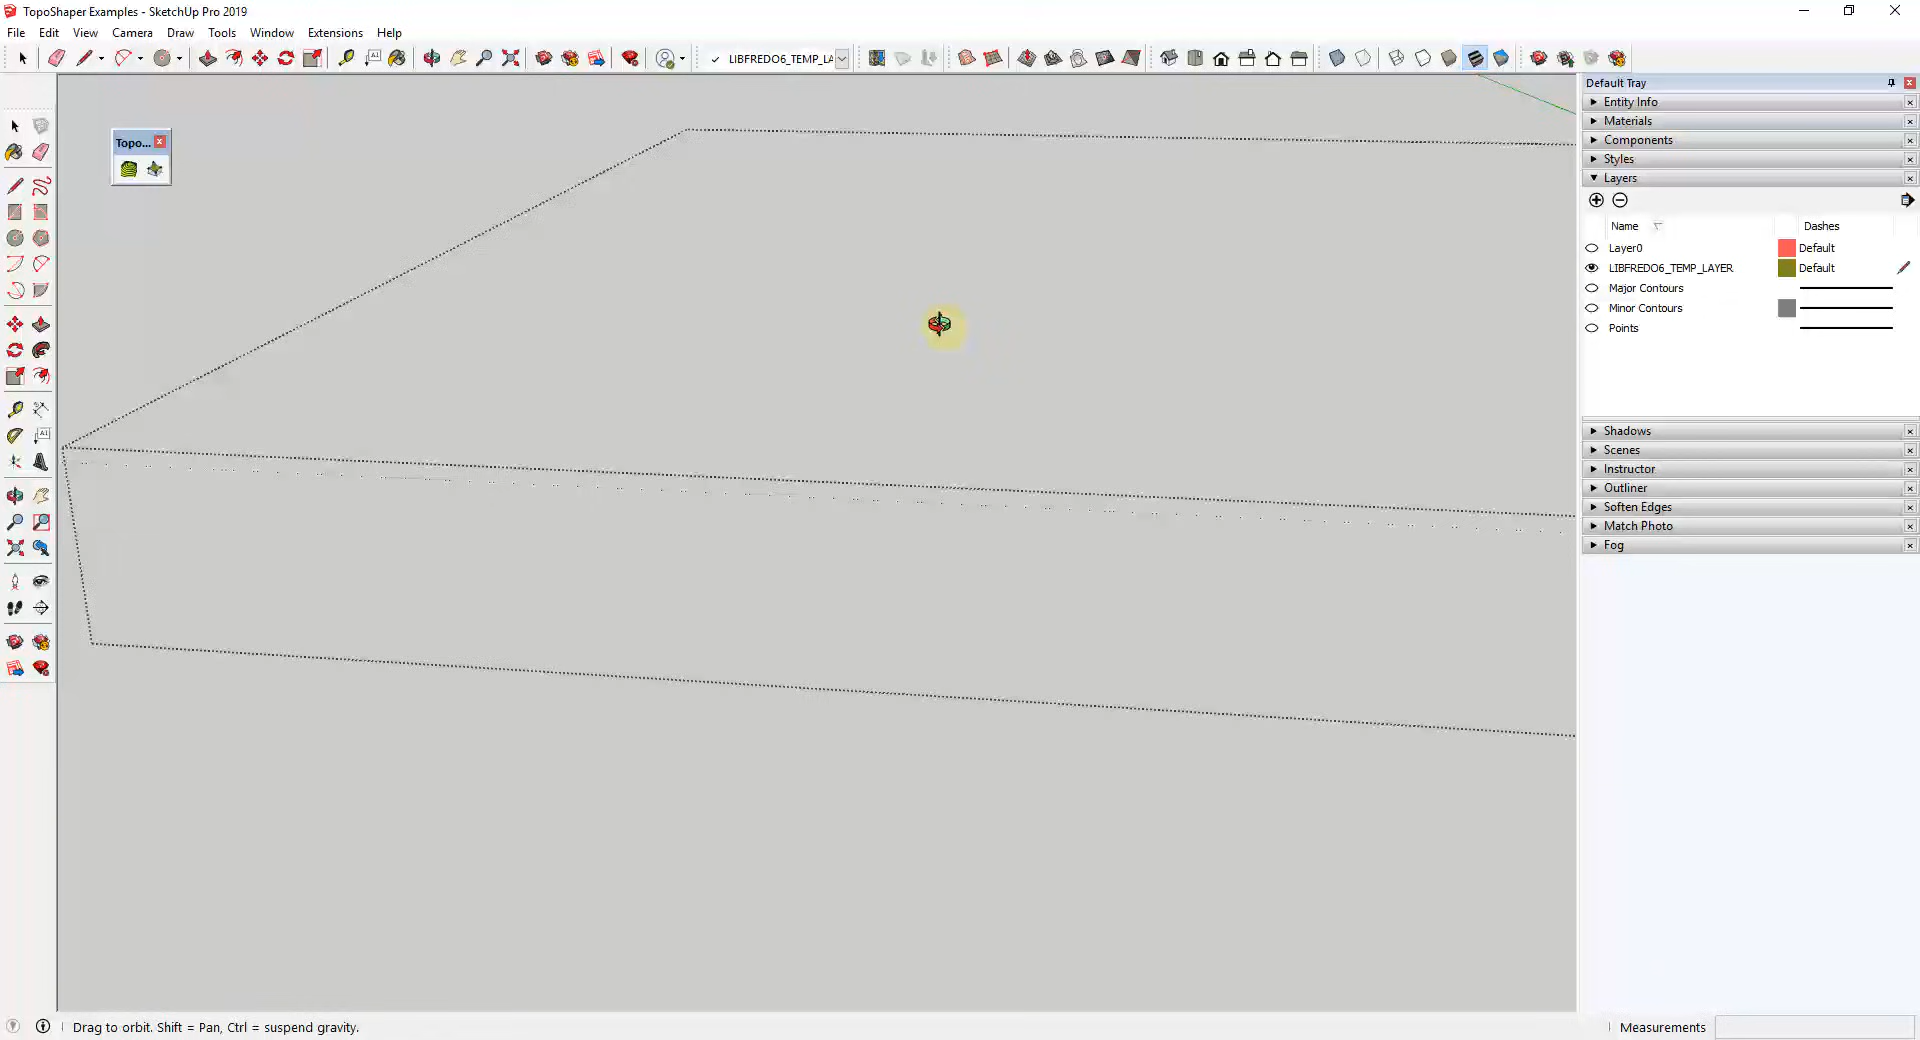 TopoShaper Examples - SketchUp Pro 2019
File Edit View Camera Draw Tools Window Extensions Help
LIBFREDO6_TEMP_LA
Topo...
Default Tray
Entity Info
Materials
Components
Styles
Layers
Name Dashes
Layer0 Default
LIBFREDO6_TEMP_LAYER Default
Major Contours
Minor Contours
Points
Shadows
Scenes
Instructor
Outliner
Soften Edges
Match Photo
Fog
Drag to orbit. Shift = Pan, Ctrl = suspend gravity.
Measurements